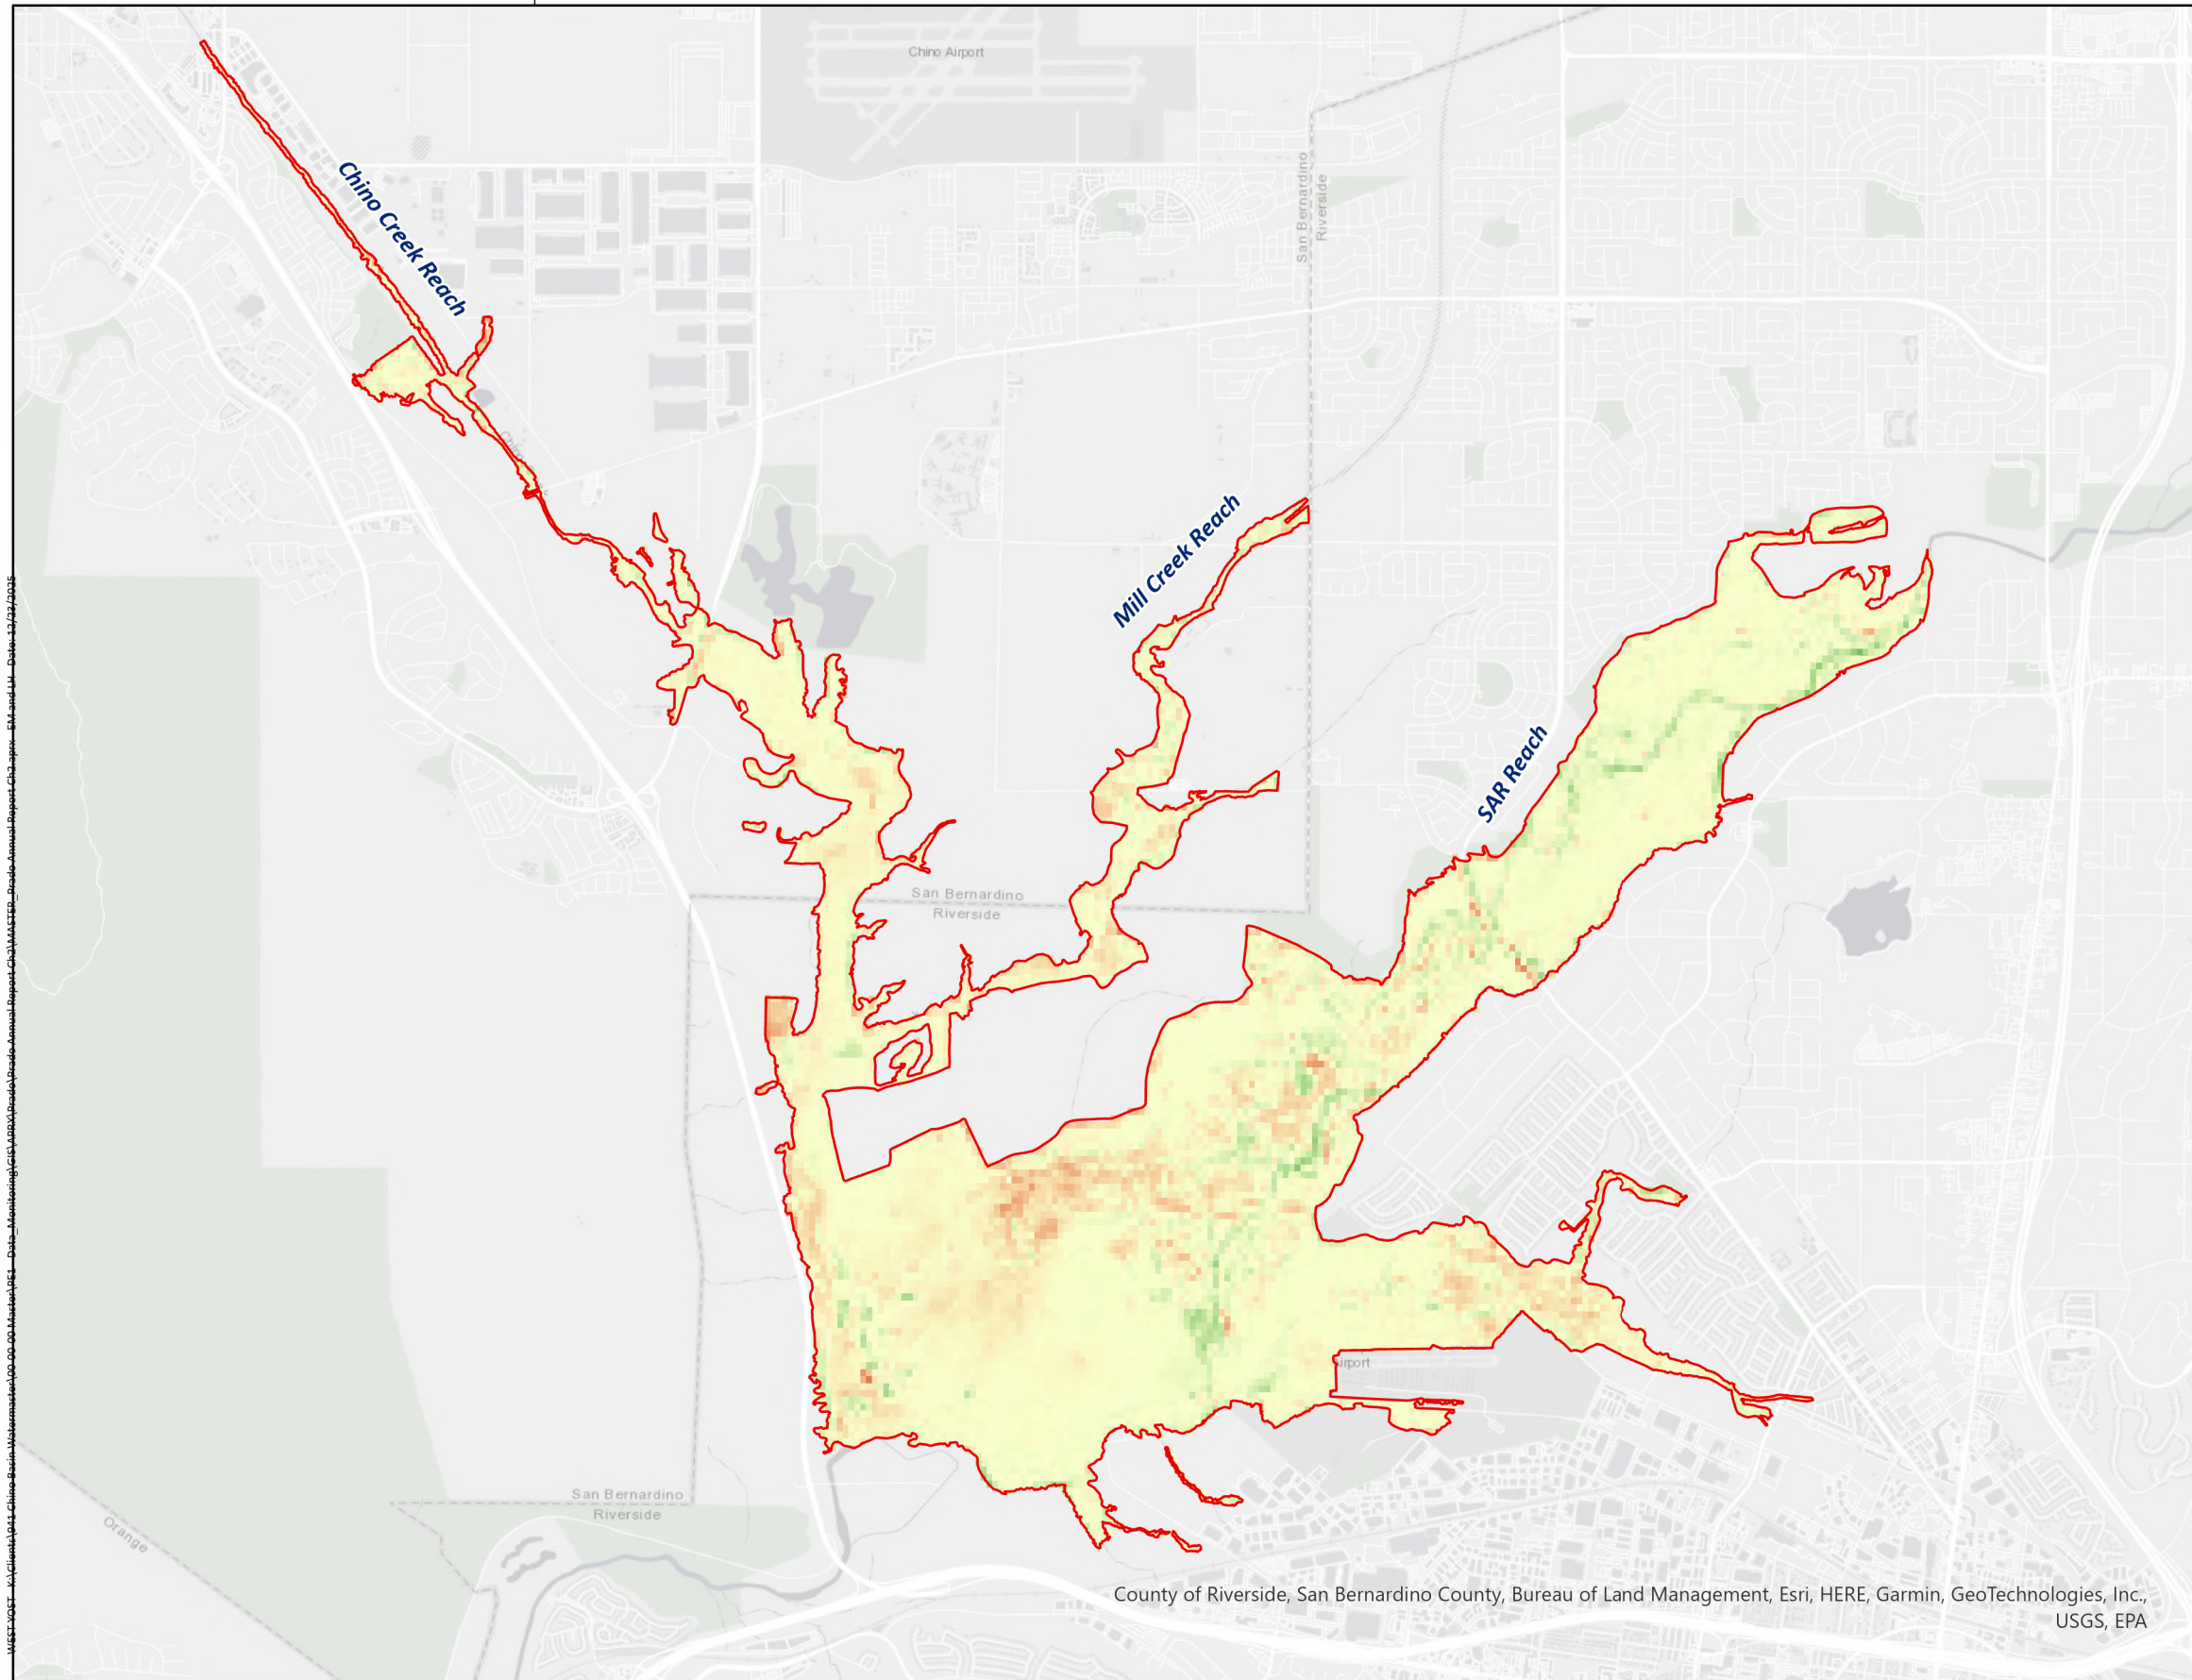 Chino Airport
San Bernardino
Riverside
Chino Creek Reach
Mill Creek Reach
SAR Reach
San Bernardino
Riverside
Airport
San Bernardino
Riverside
Orange
County of Riverside, San Bernardino County, Bureau of Land Management, Esri, HERE, Garmin, GeoTechnologies, Inc.,
USGS, EPA